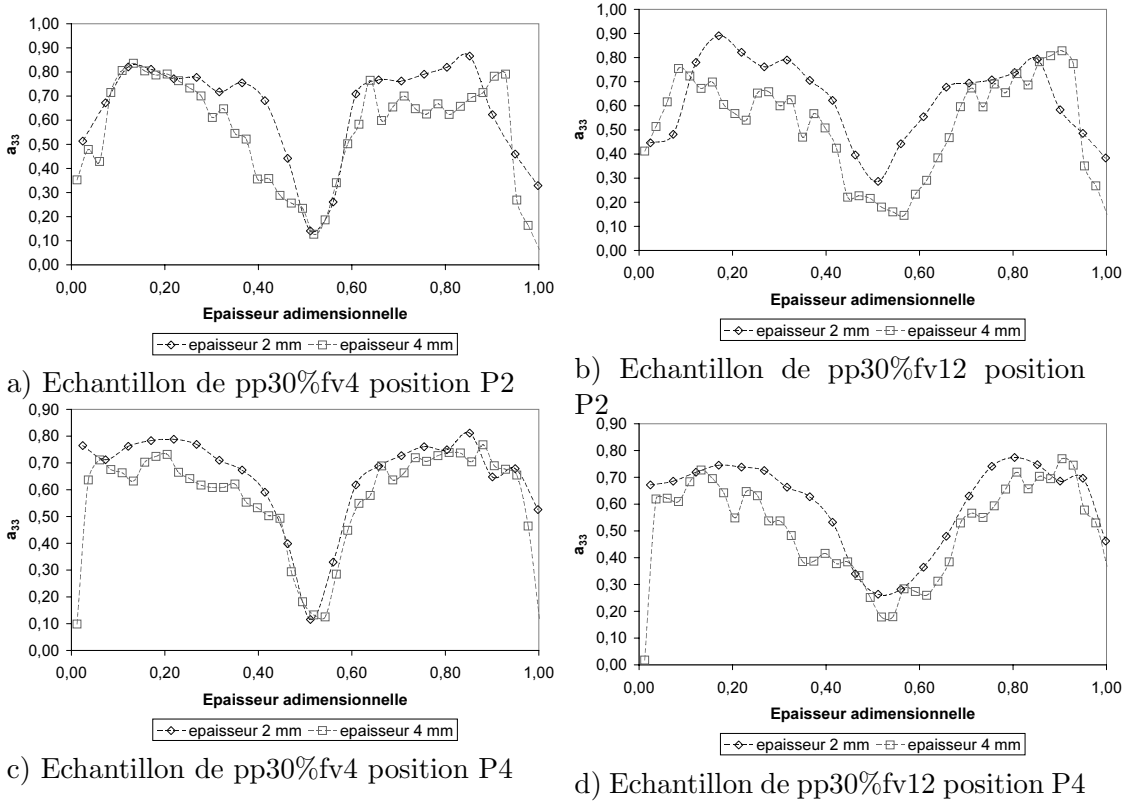 1,00
0,90
0,80
0,70
0,60
0,50
0,40
0,30
0,20
0,10
0,00
a33
0,00 0,20 0,40 0,60 0,80 1,00
Epaisseur adimensionnelle
epaisseur 2 mm epaisseur 4 mm
a) Echantillon de pp30%fv4 position P2
1,00
0,90
0,80
0,70
0,60
0,50
0,40
0,30
0,20
0,10
0,00
a33
0,00 0,20 0,40 0,60 0,80 1,00
Epaisseur adimensionnelle
epaisseur 2 mm epaisseur 4 mm
b) Echantillon de pp30%fv12 position
P2
0,90
0,80
0,70
0,60
0,50
0,40
0,30
0,20
0,10
0,00
a33
0,00 0,20 0,40 0,60 0,80 1,00
Epaisseur adimensionnelle
epaisseur 2 mm epaisseur 4 mm
c) Echantillon de pp30%fv4 position P4
0,90
0,80
0,70
0,60
0,50
0,40
0,30
0,20
0,10
0,00
a33
0,00 0,20 0,40 0,60 0,80 1,00
Epaisseur adimensionnelle
epaisseur 2 mm epaisseur 4 mm
d) Echantillon de pp30%fv12 position P4